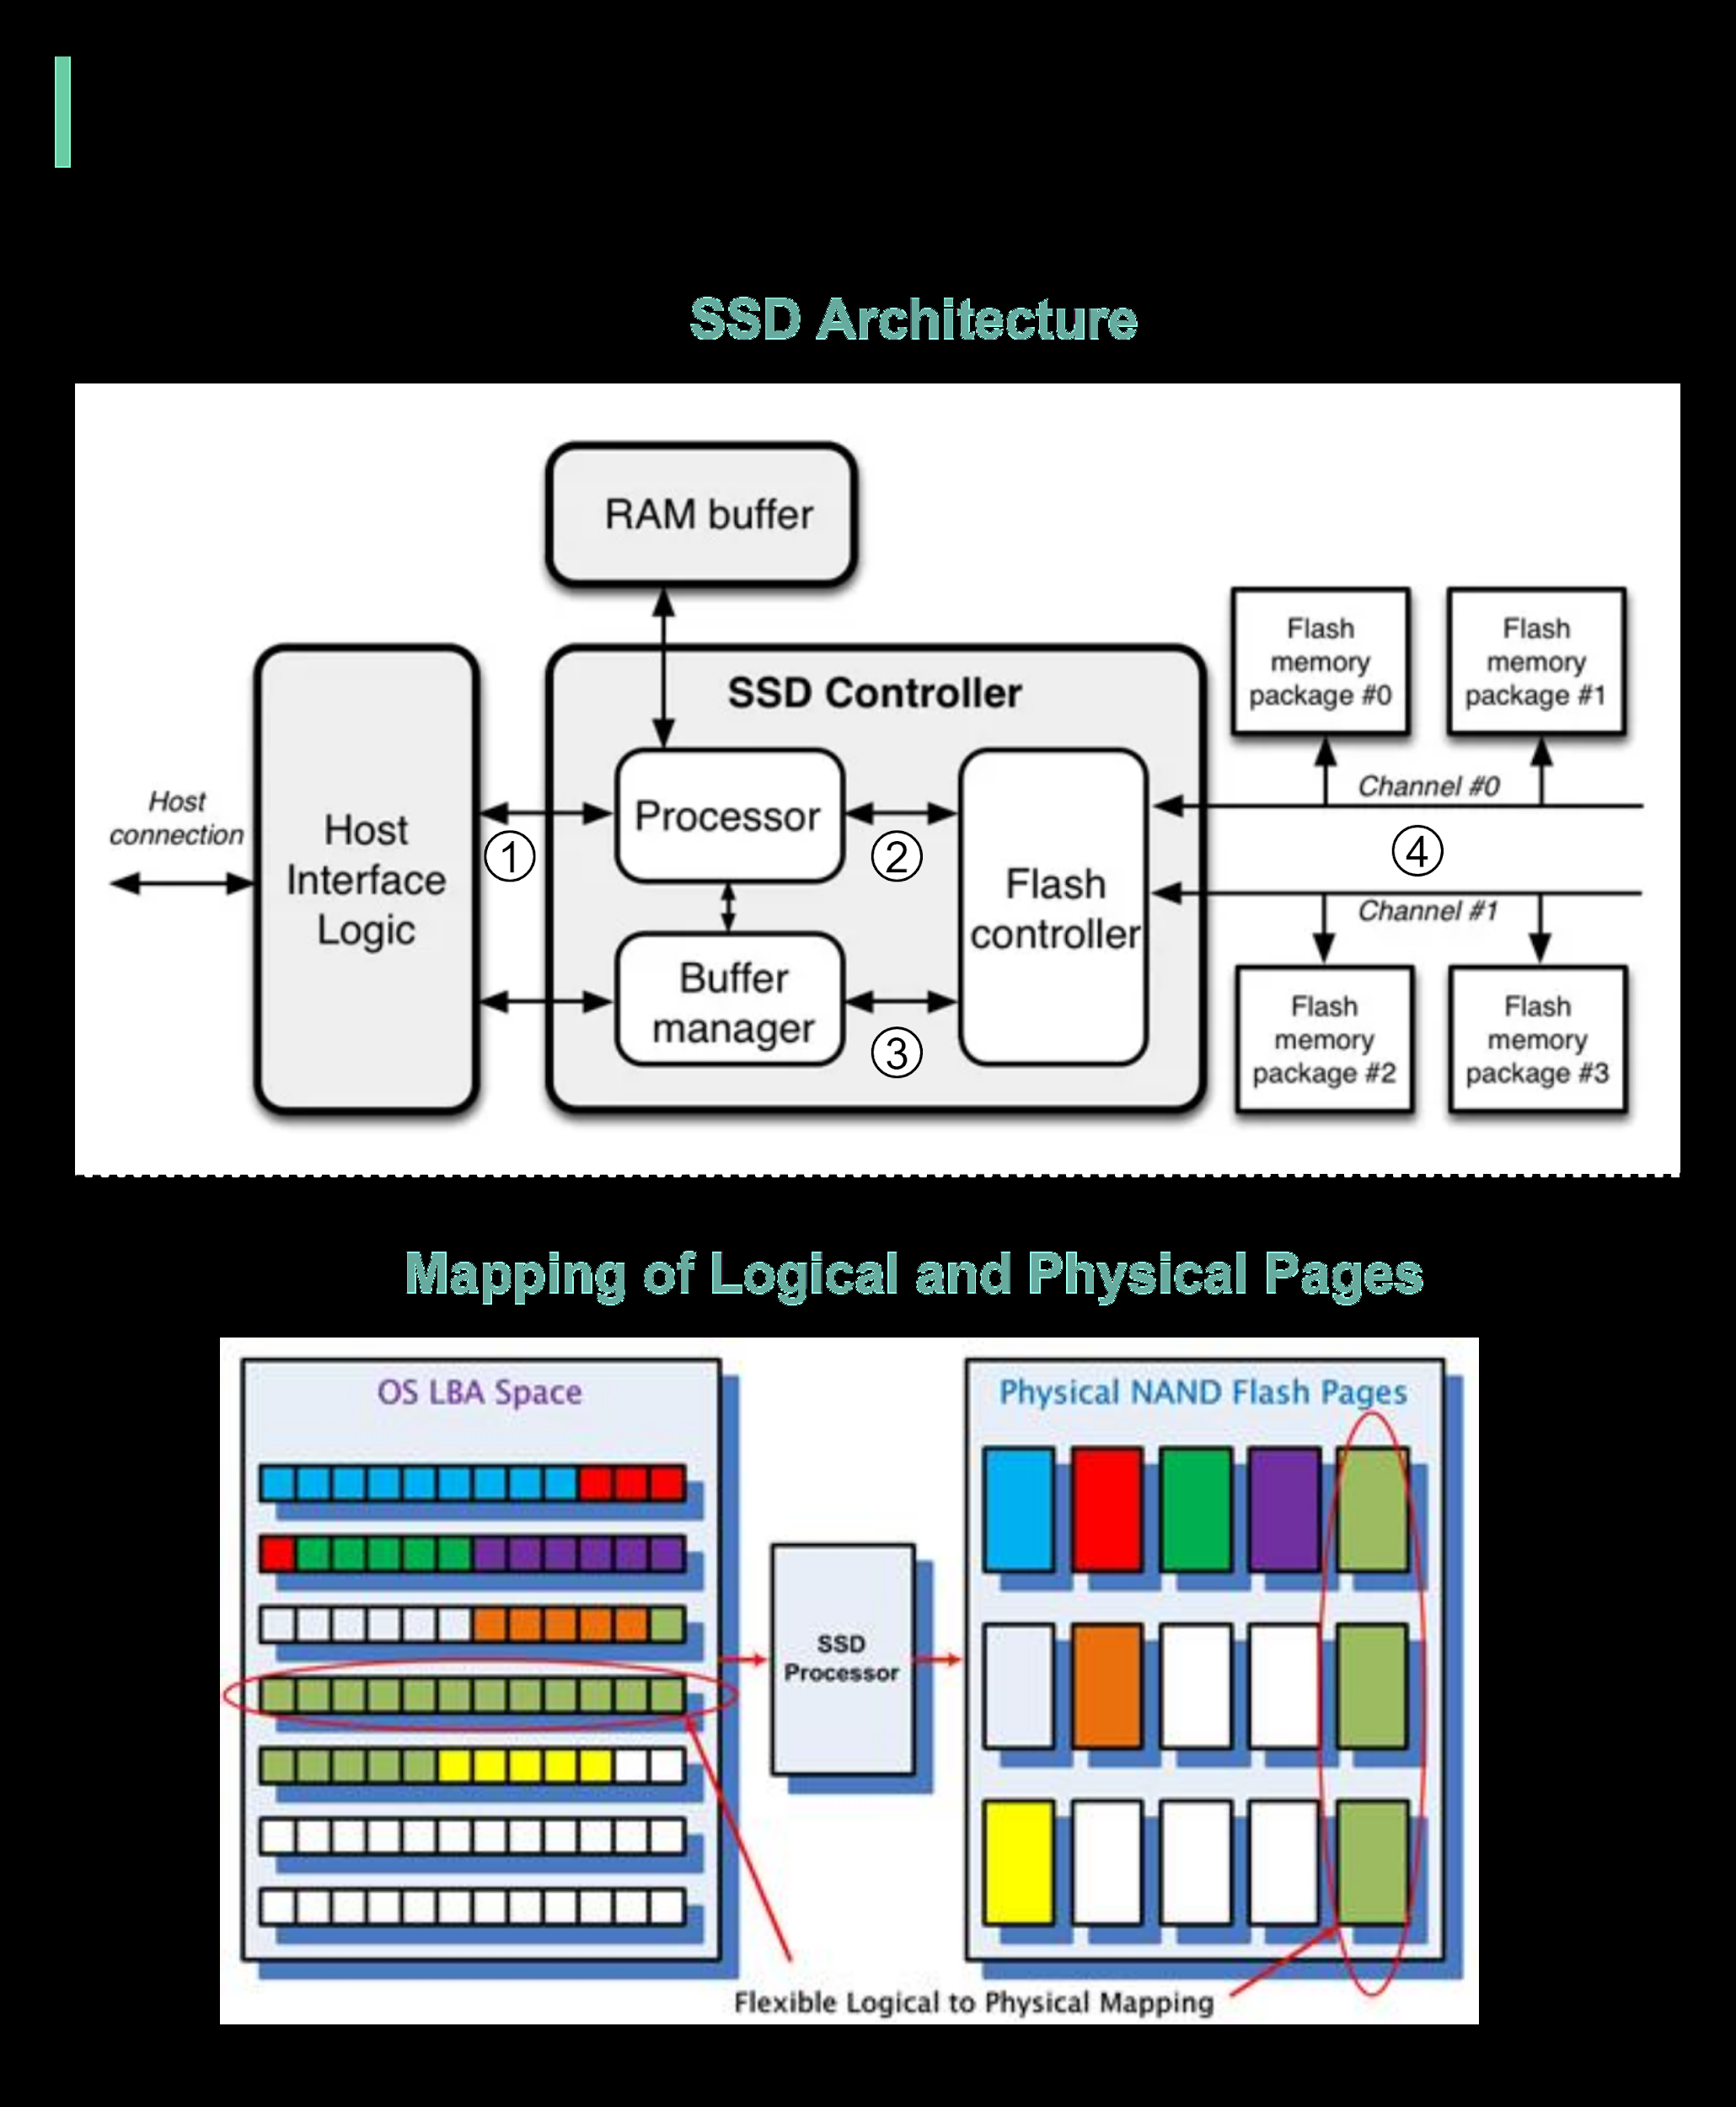 SSD Architecture
RAM buffer
SSD Controller
Host
connection
Host
Interface
Logic
①
Processor
②
Buffer
manager
③
Flash
controller
Flash
memory
package #0
Flash
memory
package #1
Channel #0
④
Channel #1
Flash
memory
package #2
Flash
memory
package #3
Mapping of Logical and Physical Pages
OS LBA Space
SSD
Processor
Physical NAND Flash Pages
Flexible Logical to Physical Mapping